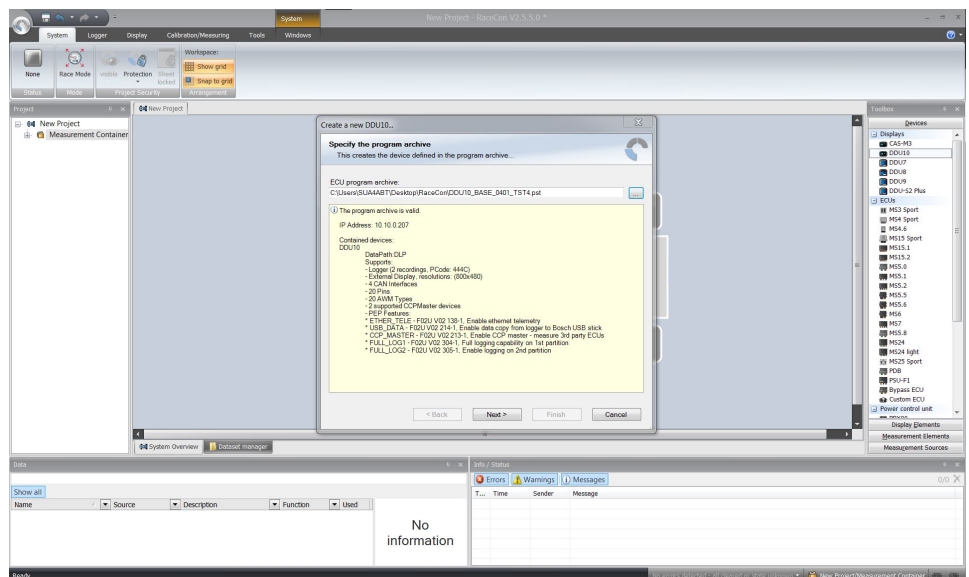 System
New Project - RaceCon V2.5.5.0 *
System
Logger
Display
Calibration/Measuring
Tools
Windows
None
Race Mode
visible
Protection
Sheet locked
Workspace:
Show grid
Snap to grid
Status
Mode
Project Security
Arrangement
Project
New Project
Measurement Container
New Project
Create a new DDU10...
Specify the program archive
This creates the device defined in the program archive...
ECU program archive:
C:\Users\SUA4ABT\Desktop\RaceCon\DDU10_BASE_0401_TST4.pst
...
The program archive is valid.
IP Address: 10.10.0.207
Contained devices:
DDU10
DataPath:DLP
Supports:
- Logger (2 recordings, PCode: 444C)
- External Display, resolutions: (800x480)
- 4 CAN Interfaces
- 20 Pins
- 20 AWM Types
- 2 supported CCPMaster devices
- PEP Features:
* ETHER_TELE - F02U V02 138-1, Enable ethernet telemetry
* USB_DATA - F02U V02 214-1, Enable data copy from logger to Bosch USB stick
* CCP_MASTER - F02U V02 213-1, Enable CCP master - measure 3rd party ECUs
* FULL_LOG1 - F02U V02 304-1, Full logging capability on 1st partition
* FULL_LOG2 - F02U V02 305-1, Enable logging on 2nd partition
< Back
Next >
Finish
Cancel
Toolbox
Devices
Displays
CAS-M3
DDU10
DDU7
DDU8
DDU9
DDU-S2 Plus
ECUs
MS3 Sport
MS4 Sport
MS4.6
MS15 Sport
MS15.1
MS15.2
MS5.0
MS5.1
MS5.2
MS5.5
MS5.6
MS6
MS7
MS5.8
MS24
MS24 light
MS25 Sport
PDB
PSU-F1
Bypass ECU
Custom ECU
Power control unit
Display Elements
Measurement Elements
Measurement Sources
System Overview
Dataset manager
Data
Show all
Name
Source
Description
Function
Used
No information
Info / Status
Errors
Warnings
Messages
0/0
T...
Time
Sender
Message
Ready
New Project/Measurement Container